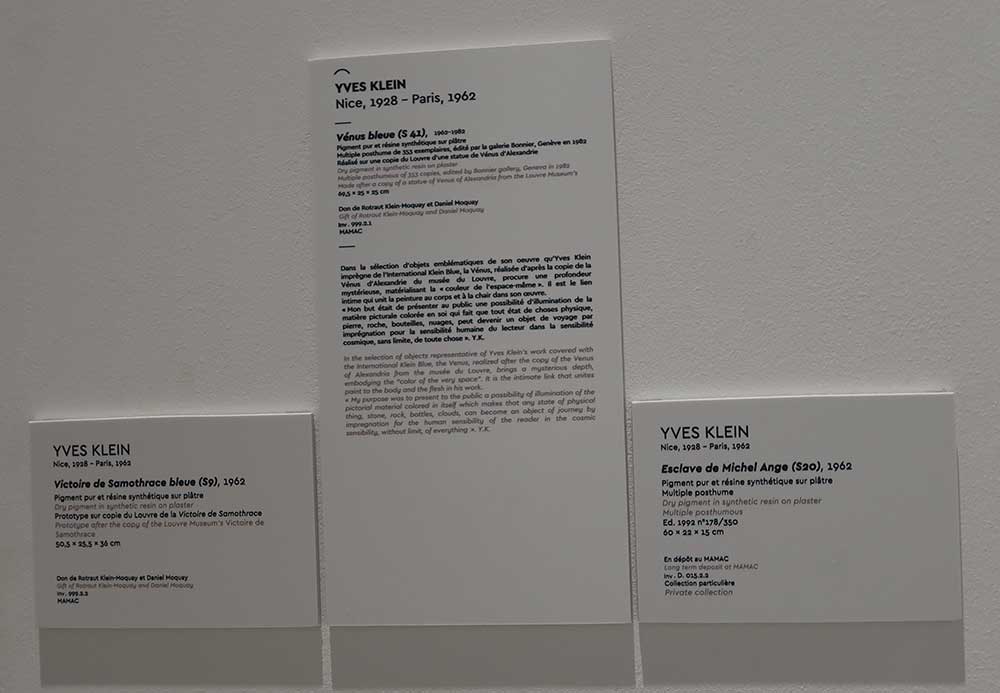 YVES KLEIN
Nice, 1928 – Paris, 1962
Victoire de Samothrace bleue (S9), 1962
Pigment pur et résine synthétique sur plâtre
Dry pigment in synthetic resin on plaster
Prototype sur copie du Louvre de la Victoire de Samothrace
Prototype after the copy of the Louvre Museum's Victoire de
Samothrace
50,5 × 25,5 × 36 cm
Don de Rotraut Klein-Moquay et Daniel Moquay
Gift of Rotraut Klein-Moquay and Daniel Moquay
Inv. 999.2.2
MAMAC
YVES KLEIN
Nice, 1928 – Paris, 1962
Vénus bleue (S 41), 1962-1982
Pigment pur et résine synthétique sur plâtre
Multiple posthume de 353 exemplaires, édité par la galerie Bonnier, Genève en 1982
Réalisé sur une copie du Louvre d'une statue de Vénus d'Alexandrie
Dry pigment in synthetic resin on plaster
Multiple posthumous of 353 copies, edited by Bonnier gallery, Geneva in 1982
Made after a copy of a statue of Venus of Alexandria from the Louvre Museum's
69,5 × 25 × 25 cm
Don de Rotraut Klein-Moquay et Daniel Moquay
Gift of Rotraut Klein-Moquay and Daniel Moquay
Inv. 999.2.1
MAMAC
Dans la sélection d'objets emblématiques de son oeuvre qu'Yves Klein
imprègne de l'International Klein Blue, la Vénus, réalisée d'après la copie de la
Vénus d'Alexandrie du musée du Louvre, procure une profondeur
mystérieuse, matérialisant la « couleur de l'espace-même ». Il est le lien
intime qui unit la peinture au corps et à la chair dans son œuvre.
« Mon but était de présenter au public une possibilité d'illumination de la
matière picturale colorée en soi qui fait que tout état de choses physique,
pierre, roche, bouteilles, nuages, peut devenir un objet de voyage par
imprégnation pour la sensibilité humaine du lecteur dans la sensibilité
cosmique, sans limite, de toute chose ». Y.K.
In the selection of objects representative of Yves Klein's work covered with
the International Klein Blue, the Venus, realized after the copy of the Venus
of Alexandria from the musée du Louvre, brings a mysterious depth,
embodying the "color of the very space". It is the intimate link that unites
paint to the body and the flesh in his work.
« My purpose was to present to the public a possibility of illumination of the
pictorial material colored in itself which makes that any state of physical
thing, stone, rock, bottles, clouds, can become an object of journey by
impregnation for the human sensibility of the reader in the cosmic
sensibility, without limit, of everything ». Y.K.
YVES KLEIN
Nice, 1928 – Paris, 1962
Esclave de Michel Ange (S20), 1962
Pigment pur et résine synthétique sur plâtre
Multiple posthume
Dry pigment in synthetic resin on plaster
Multiple posthumous
Ed. 1992 n°178/350
60 × 22 × 15 cm
En dépôt au MAMAC
Long term deposit at MAMAC
Inv. D. 015.2.2
Collection particulière
Private collection